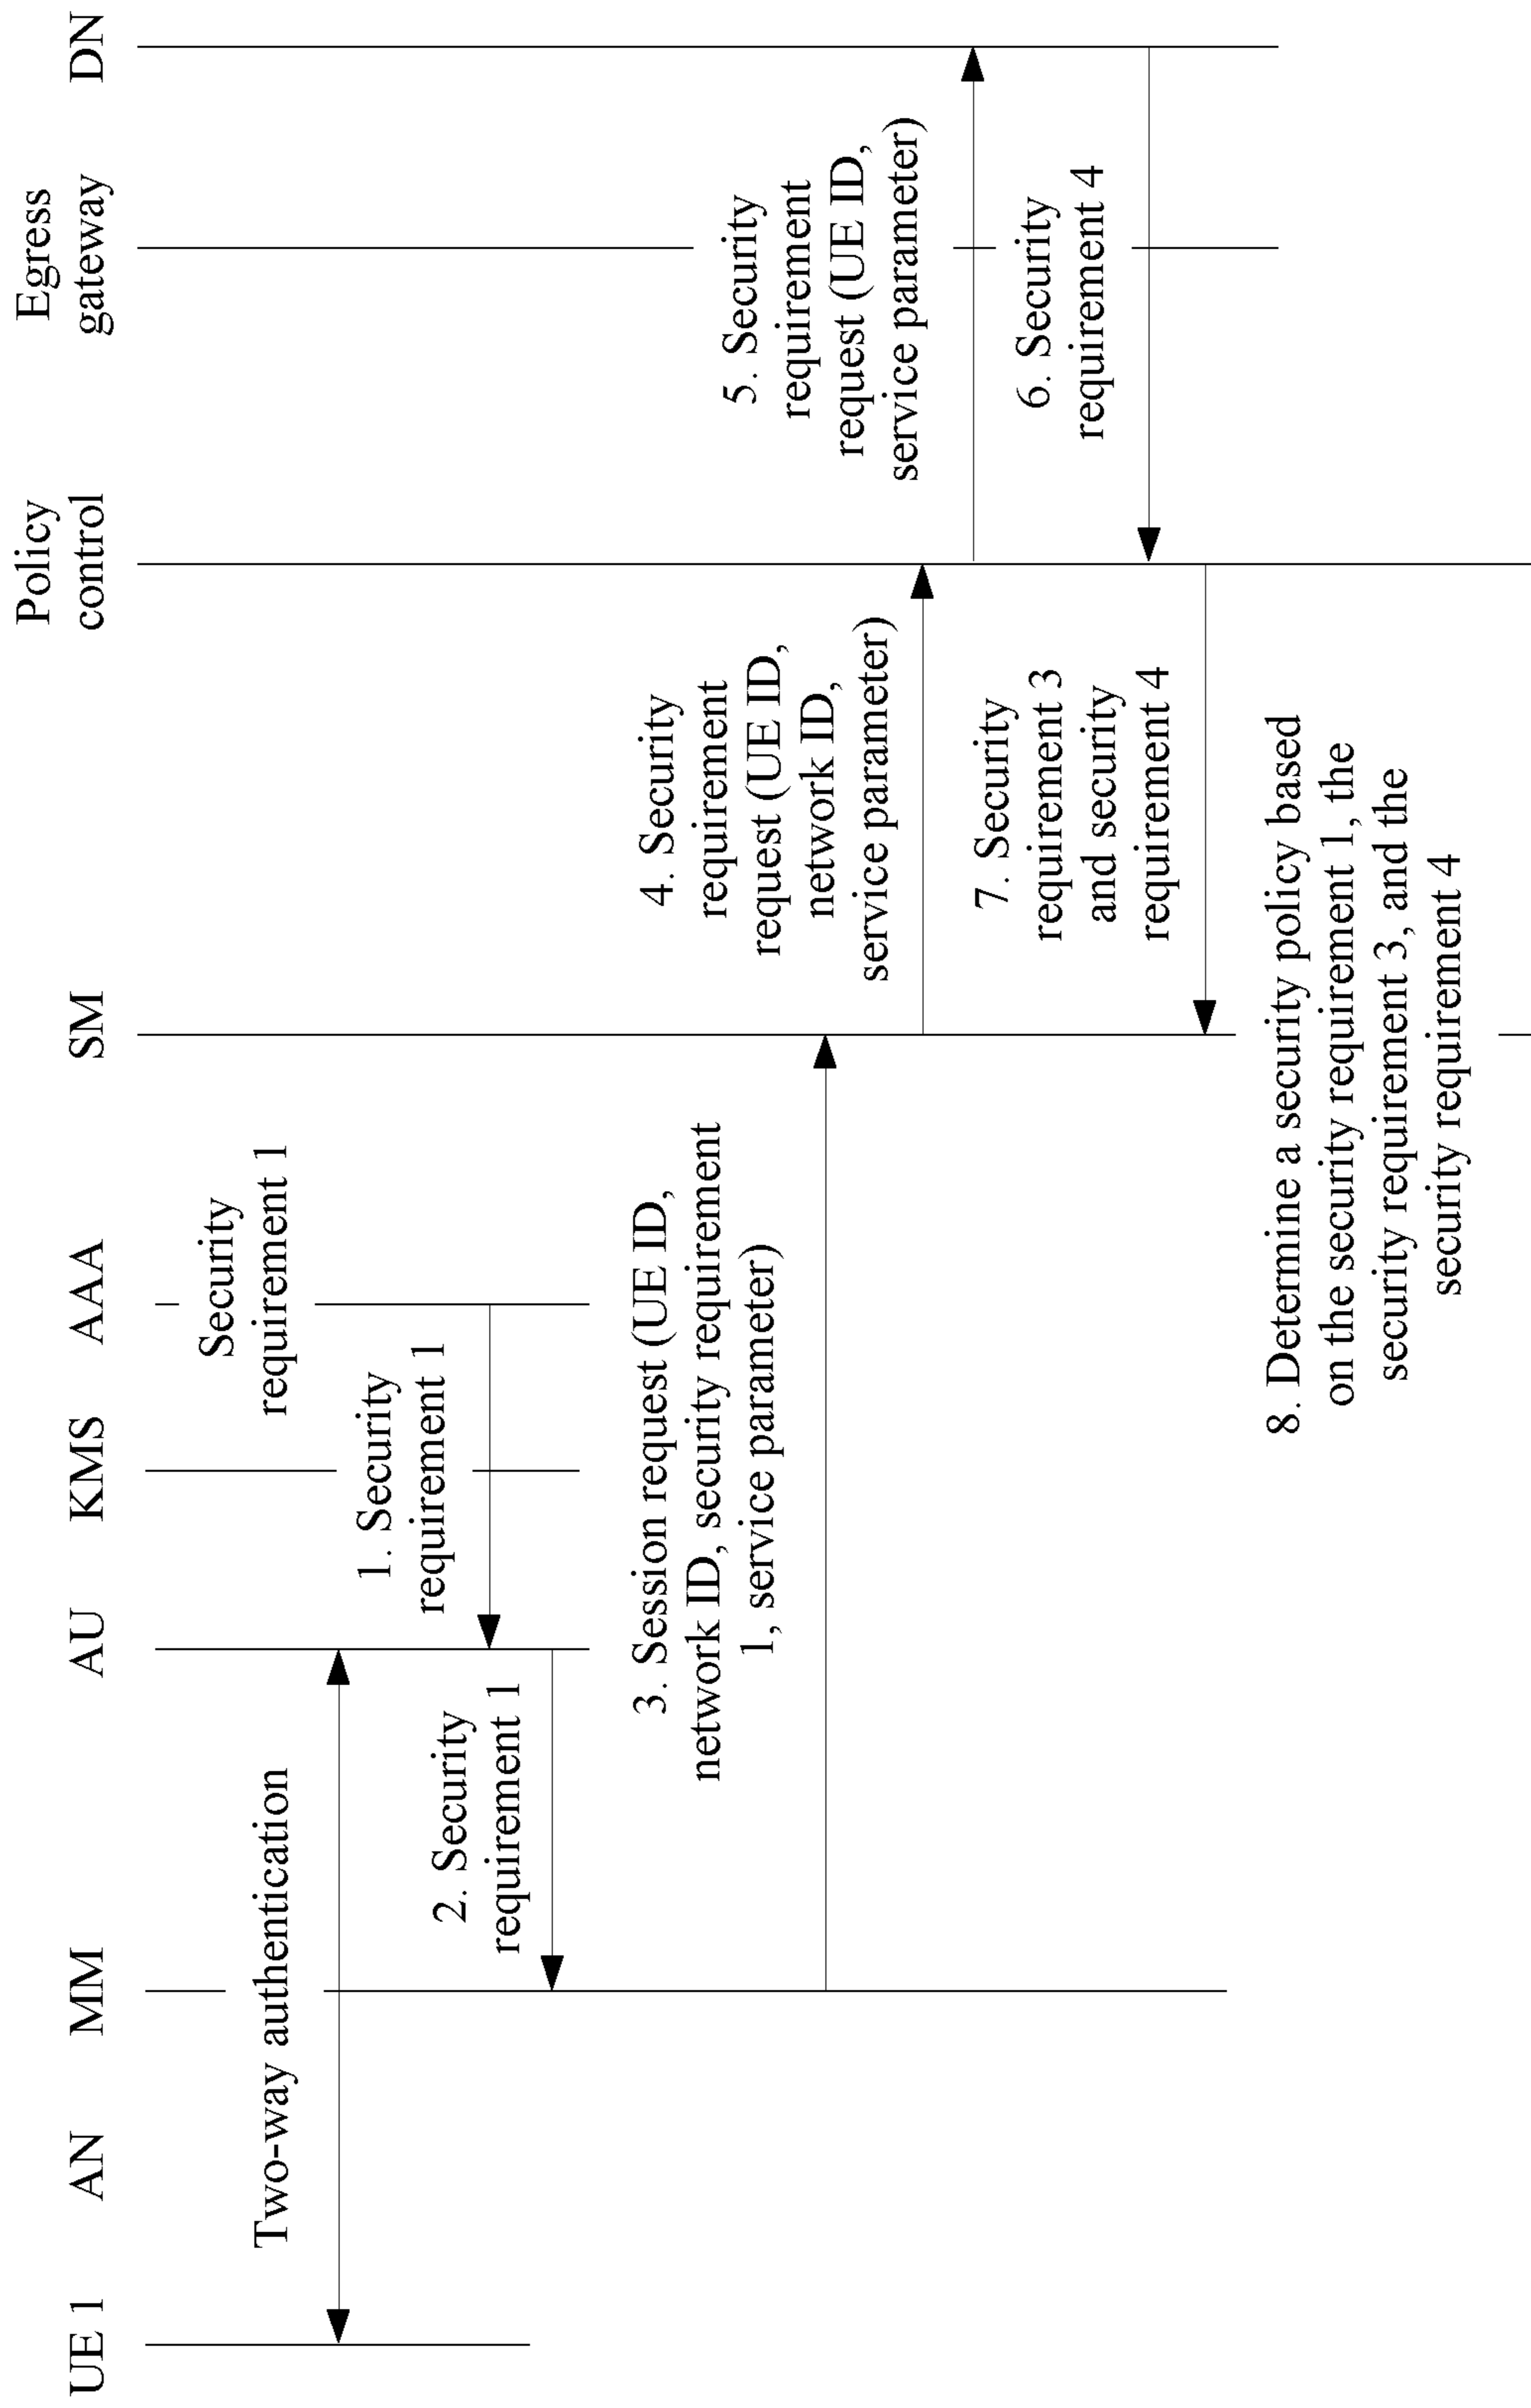 UE 1
AN
MM
AU
KMS
AAA
SM
Policy
control
Egress
gateway
DN
Two-way authentication
Security
requirement 1
1. Security
requirement 1
2. Security
requirement 1
3. Session request (UE ID,
network ID, security requirement
1, service parameter)
4. Security
requirement
request (UE ID,
network ID,
service parameter)
5. Security
requirement
request (UE ID,
service parameter)
6. Security
requirement 4
7. Security
requirement 3
and security
requirement 4
8. Determine a security policy based
on the security requirement 1, the
security requirement 3, and the
security requirement 4